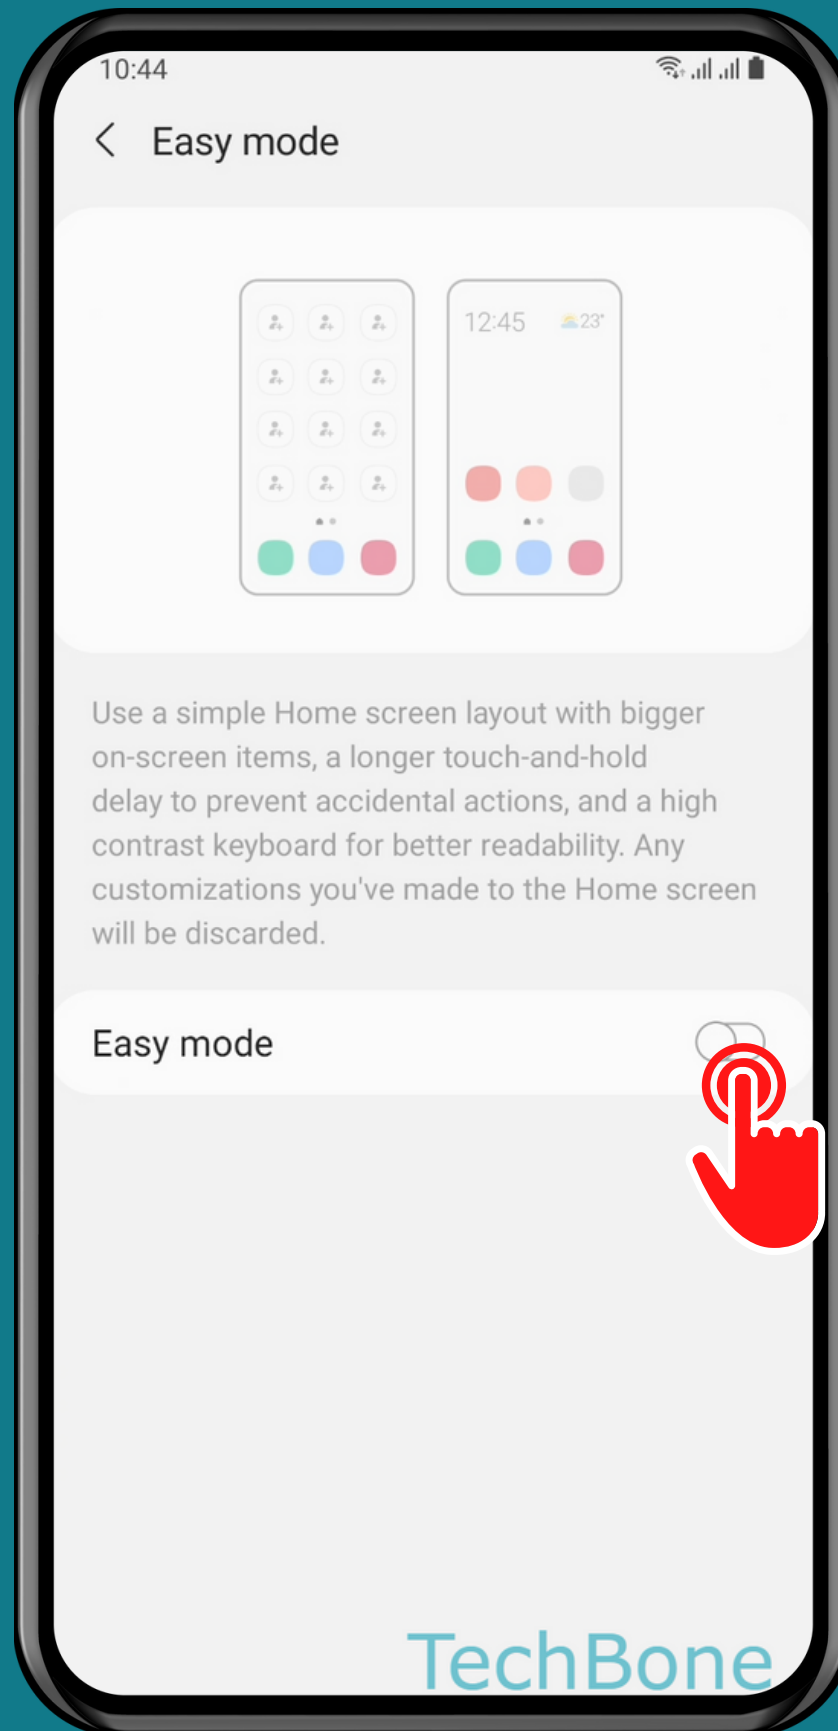 10:44
Easy mode
12:45 23°
Use a simple Home screen layout with bigger
on-screen items, a longer touch-and-hold
delay to prevent accidental actions, and a high
contrast keyboard for better readability. Any
customizations you've made to the Home screen
will be discarded.
Easy mode
TechBone